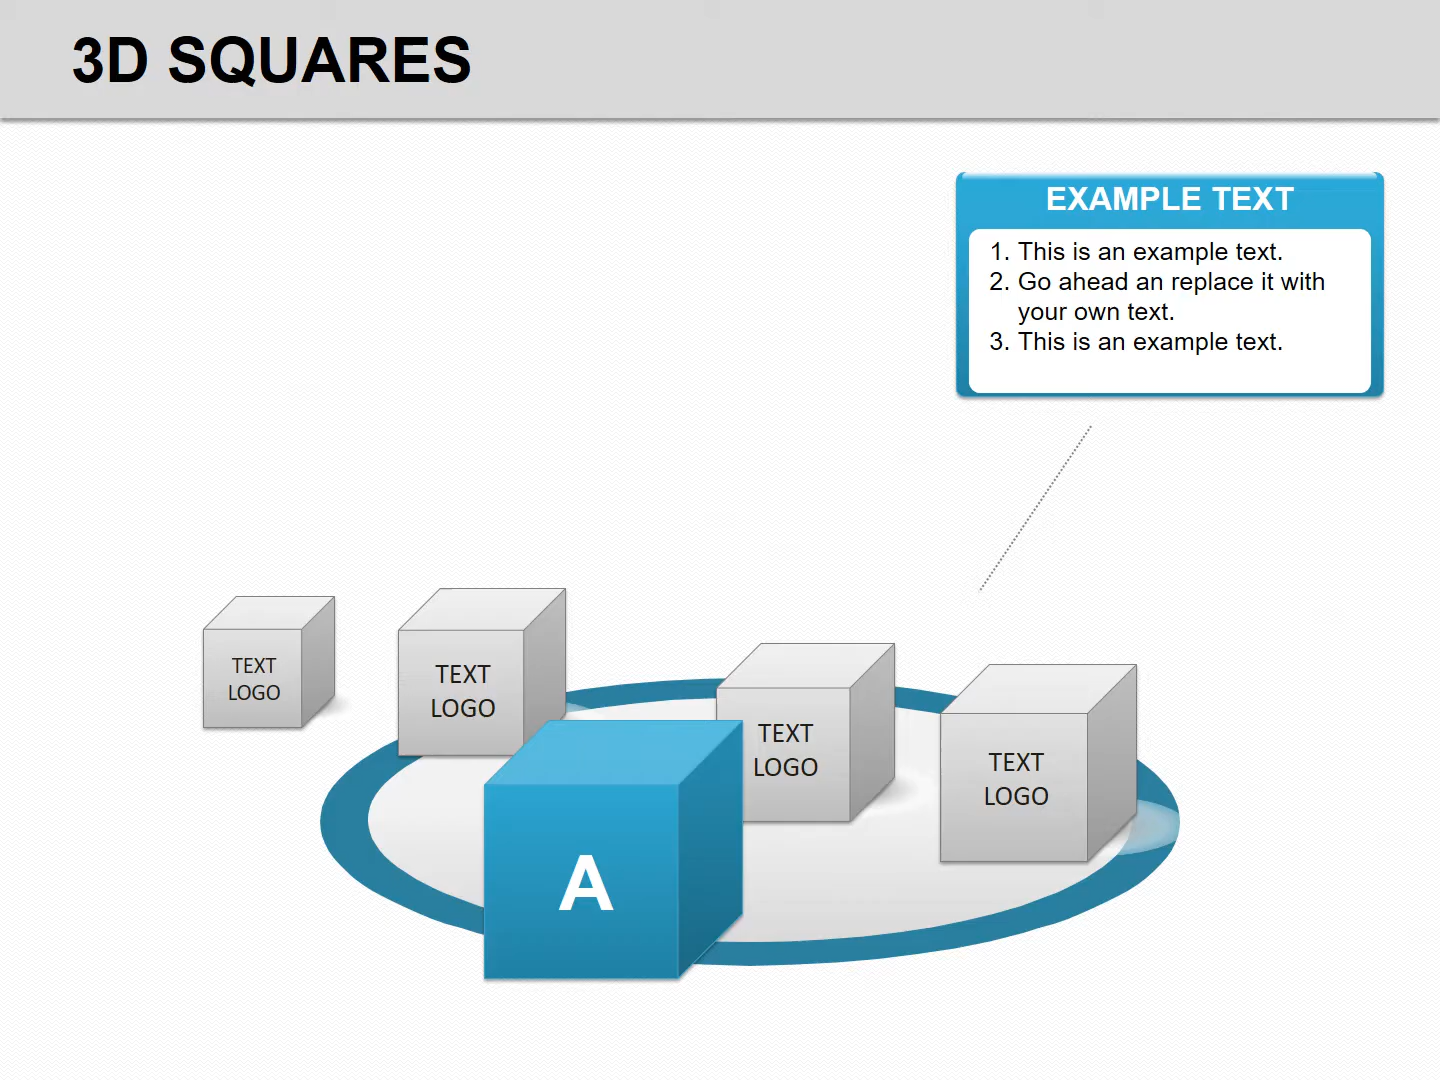 3D SQUARES
EXAMPLE TEXT
1. This is an example text.
2. Go ahead an replace it with
your own text.
3. This is an example text.
TEXT
LOGO
TEXT
LOGO
TEXT
LOGO
TEXT
LOGO
A